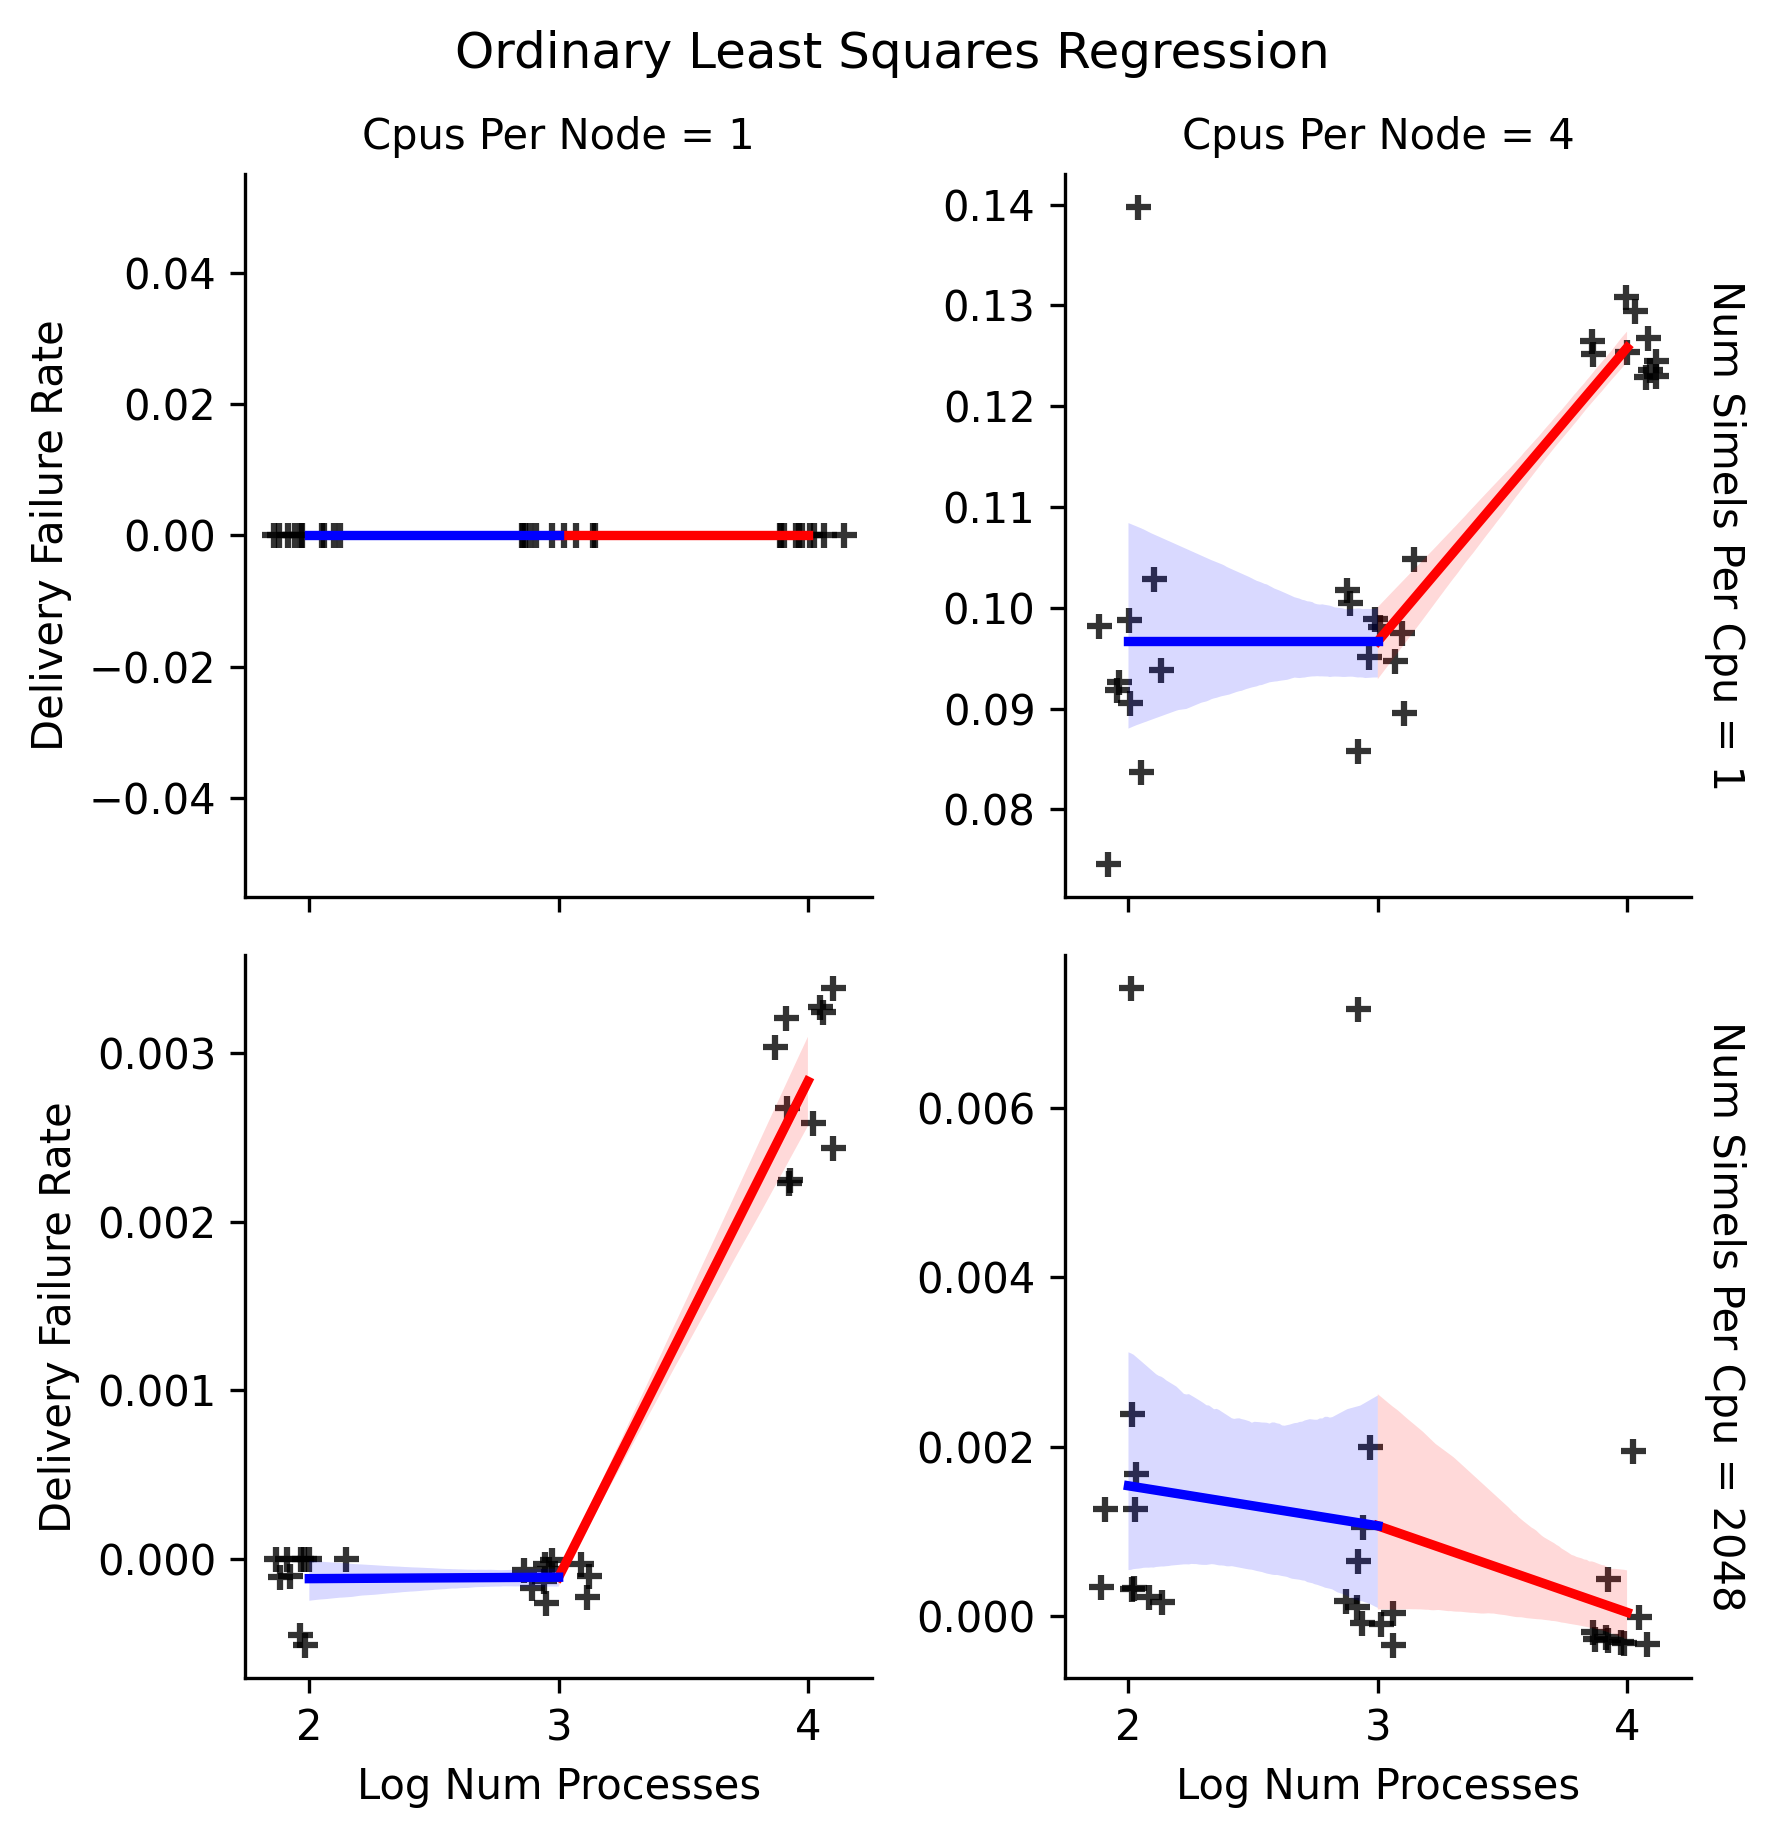 Ordinary Least Squares Regression
Cpus Per Node = 1
Cpus Per Node = 4
Delivery Failure Rate
0.04
0.02
0.00
−0.02
−0.04
0.14
0.13
0.12
0.11
0.10
0.09
0.08
Num Simels Per Cpu = 1
Delivery Failure Rate
0.003
0.002
0.001
0.000
2
3
4
Log Num Processes
0.006
0.004
0.002
0.000
2
3
4
Log Num Processes
Num Simels Per Cpu = 2048